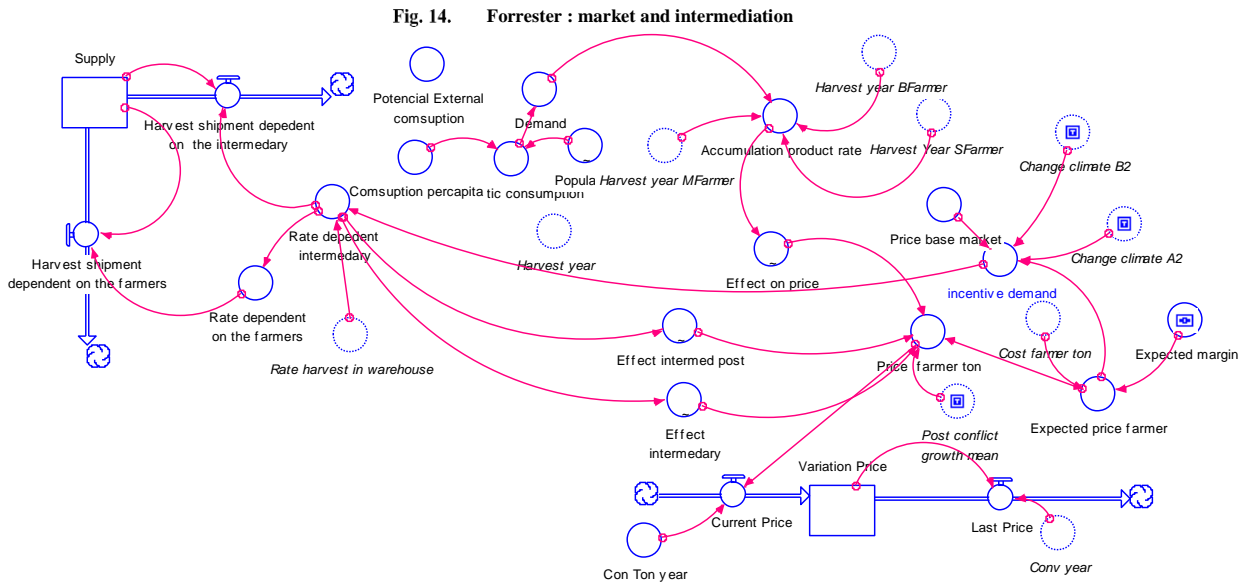 Fig. 14. Forrester : market and intermediation
Supply
Harvest shipment depedent
on the intermedary
Potencial External
comsuption
Demand
Harvest year BFarmer
Accumulation product rate
Harvest Year SFarmer
Change climate B2
Comsuption percapita
tic consumption
Popula
Harvest year MFarmer
Rate depedent
intermedary
Harvest year
Price base market
Change climate A2
Harvest shipment
dependent on the farmers
Effect on price
incentive demand
Rate dependent
on the farmers
Rate harvest in warehouse
Effect intermed post
Price farmer ton
Cost farmer ton
Expected margin
Effect
intermedary
Post conflict
growth mean
Expected price farmer
Variation Price
Current Price
Last Price
Con Ton year
Conv year